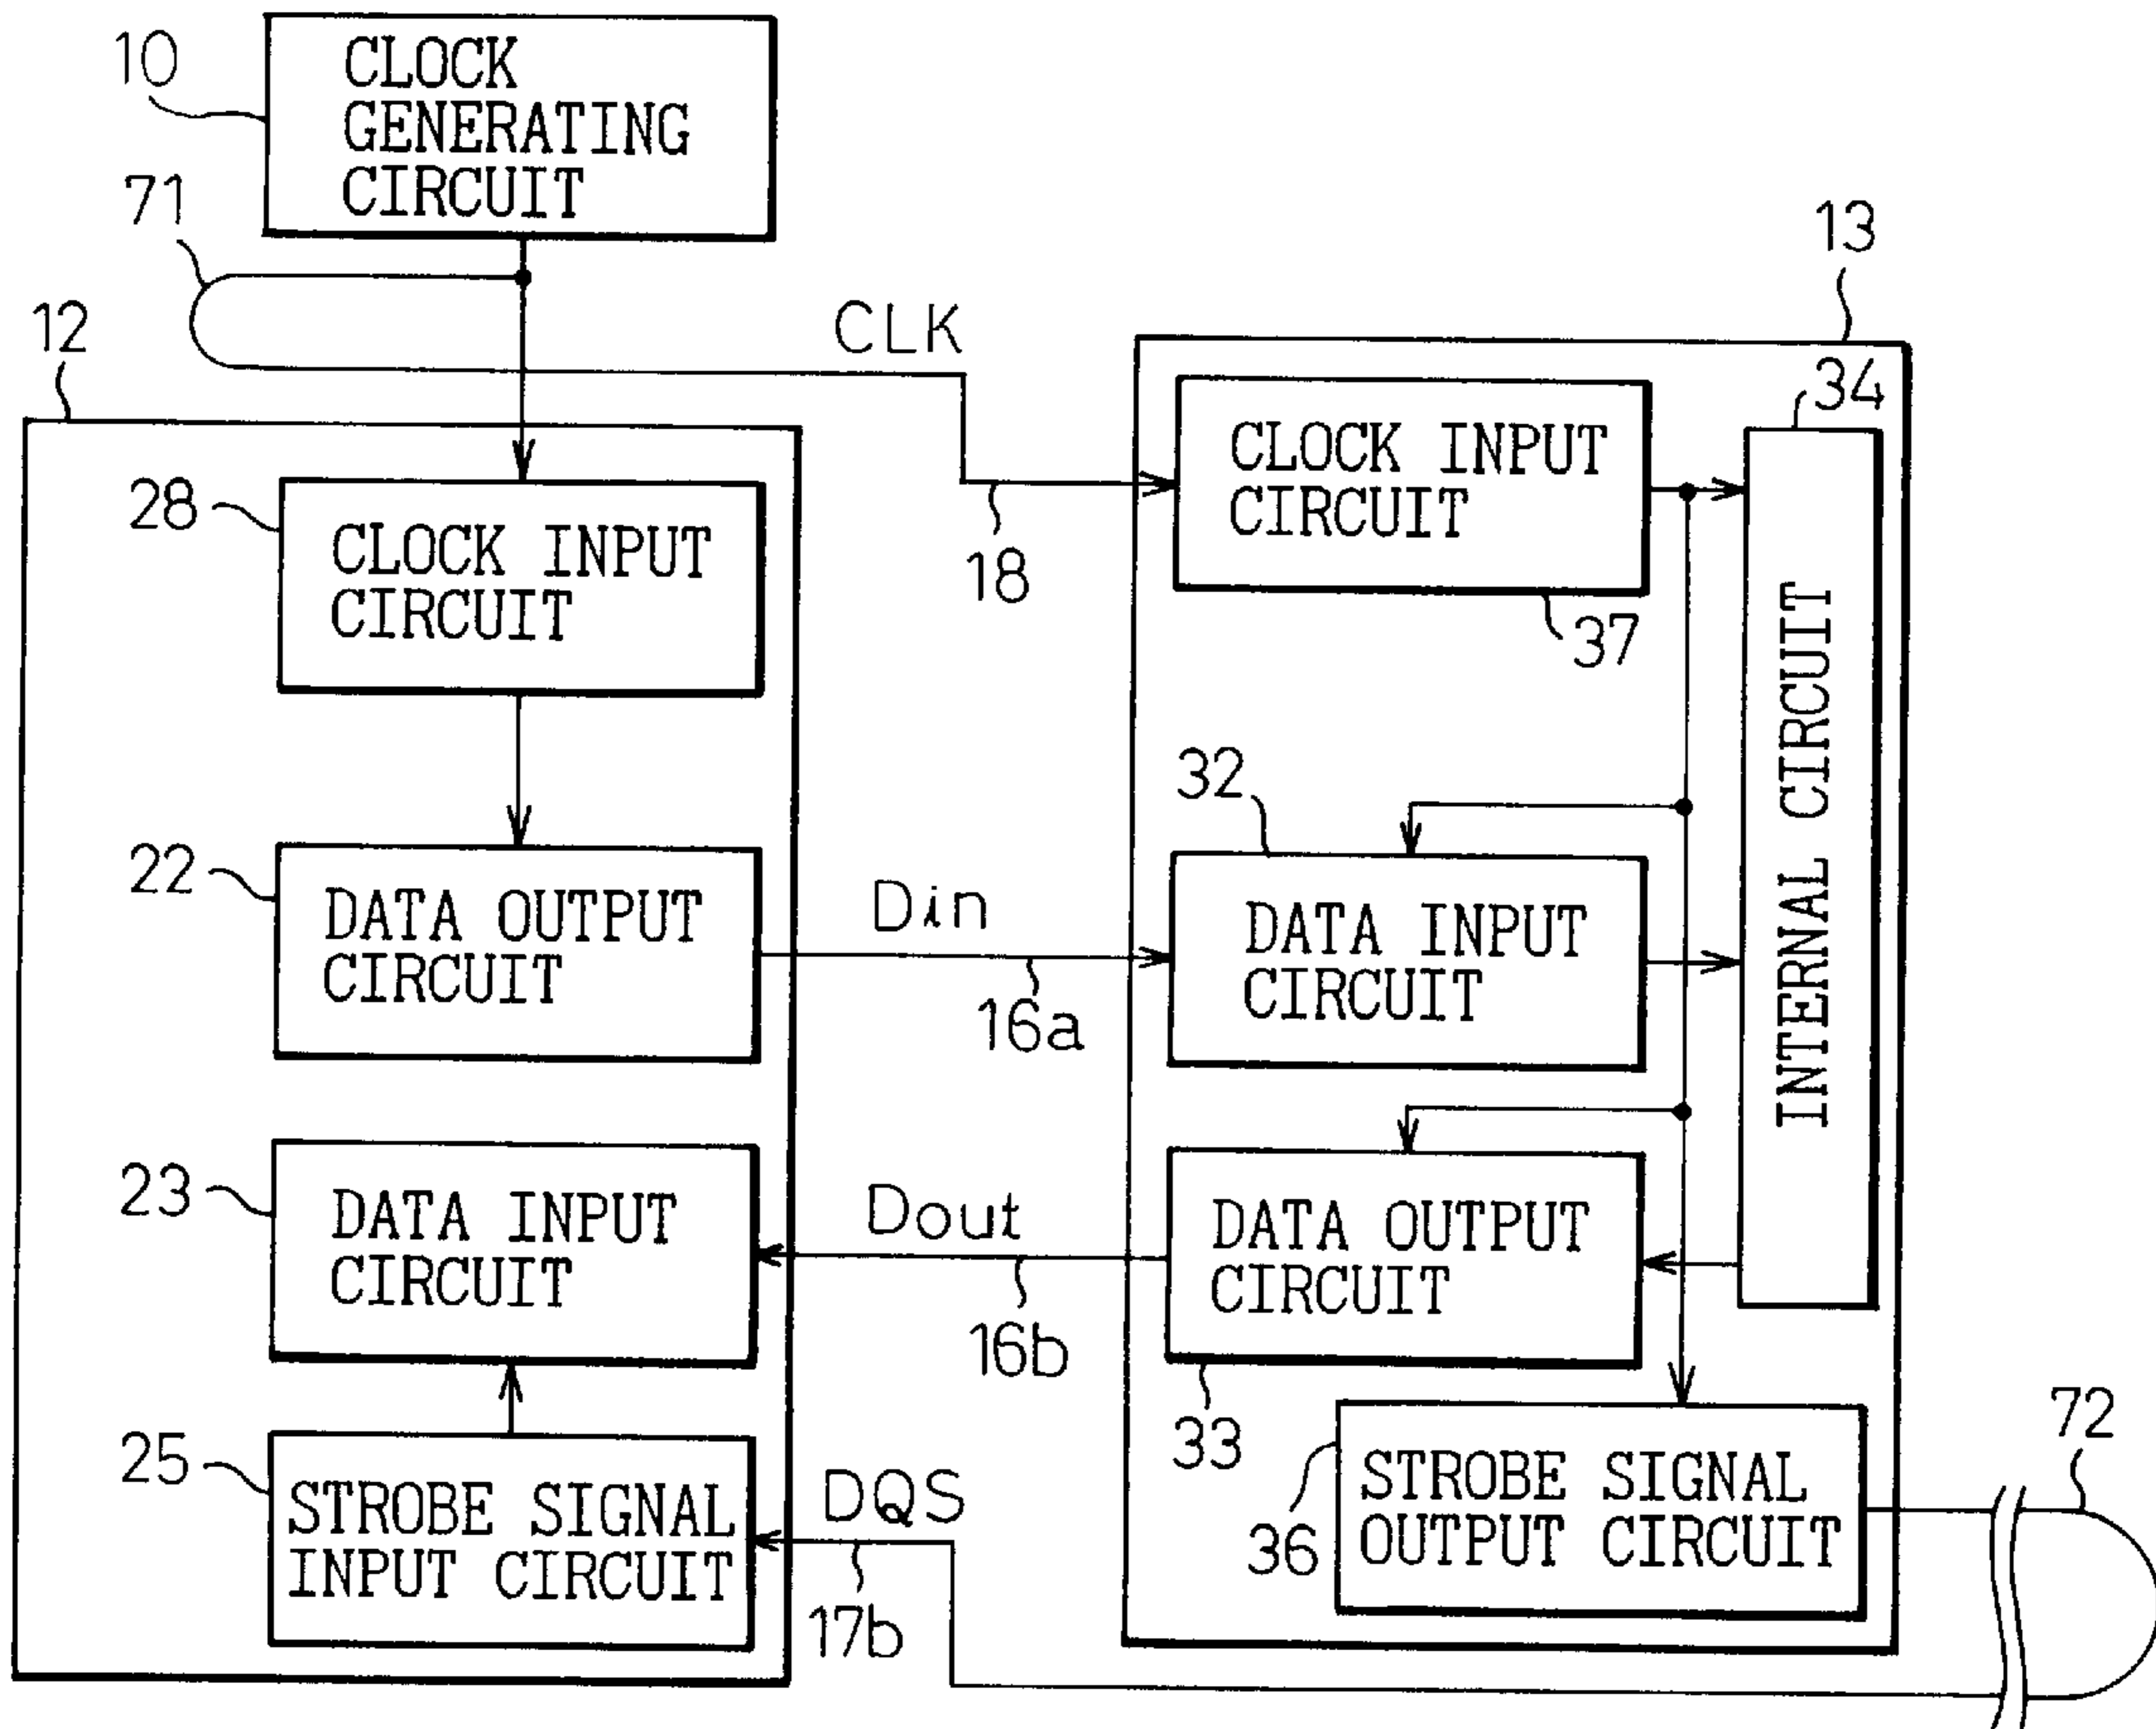 10
CLOCK
GENERATING
CIRCUIT
71
13
12
CLK
34
28
CLOCK INPUT
CIRCUIT
CLOCK INPUT
CIRCUIT
18
37
INTERNAL CIRCUIT
32
22
DATA OUTPUT
CIRCUIT
Din
DATA INPUT
CIRCUIT
16a
23
DATA INPUT
CIRCUIT
Dout
DATA OUTPUT
CIRCUIT
16b
33
72
25
STROBE SIGNAL
INPUT CIRCUIT
DQS
36
STROBE SIGNAL
OUTPUT CIRCUIT
17b